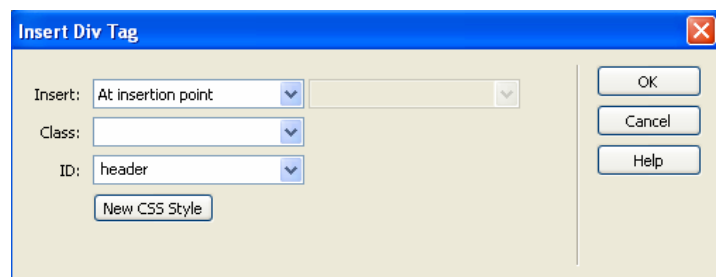 Insert Div Tag
Insert: At insertion point
Class:
ID: header
New CSS Style
OK
Cancel
Help